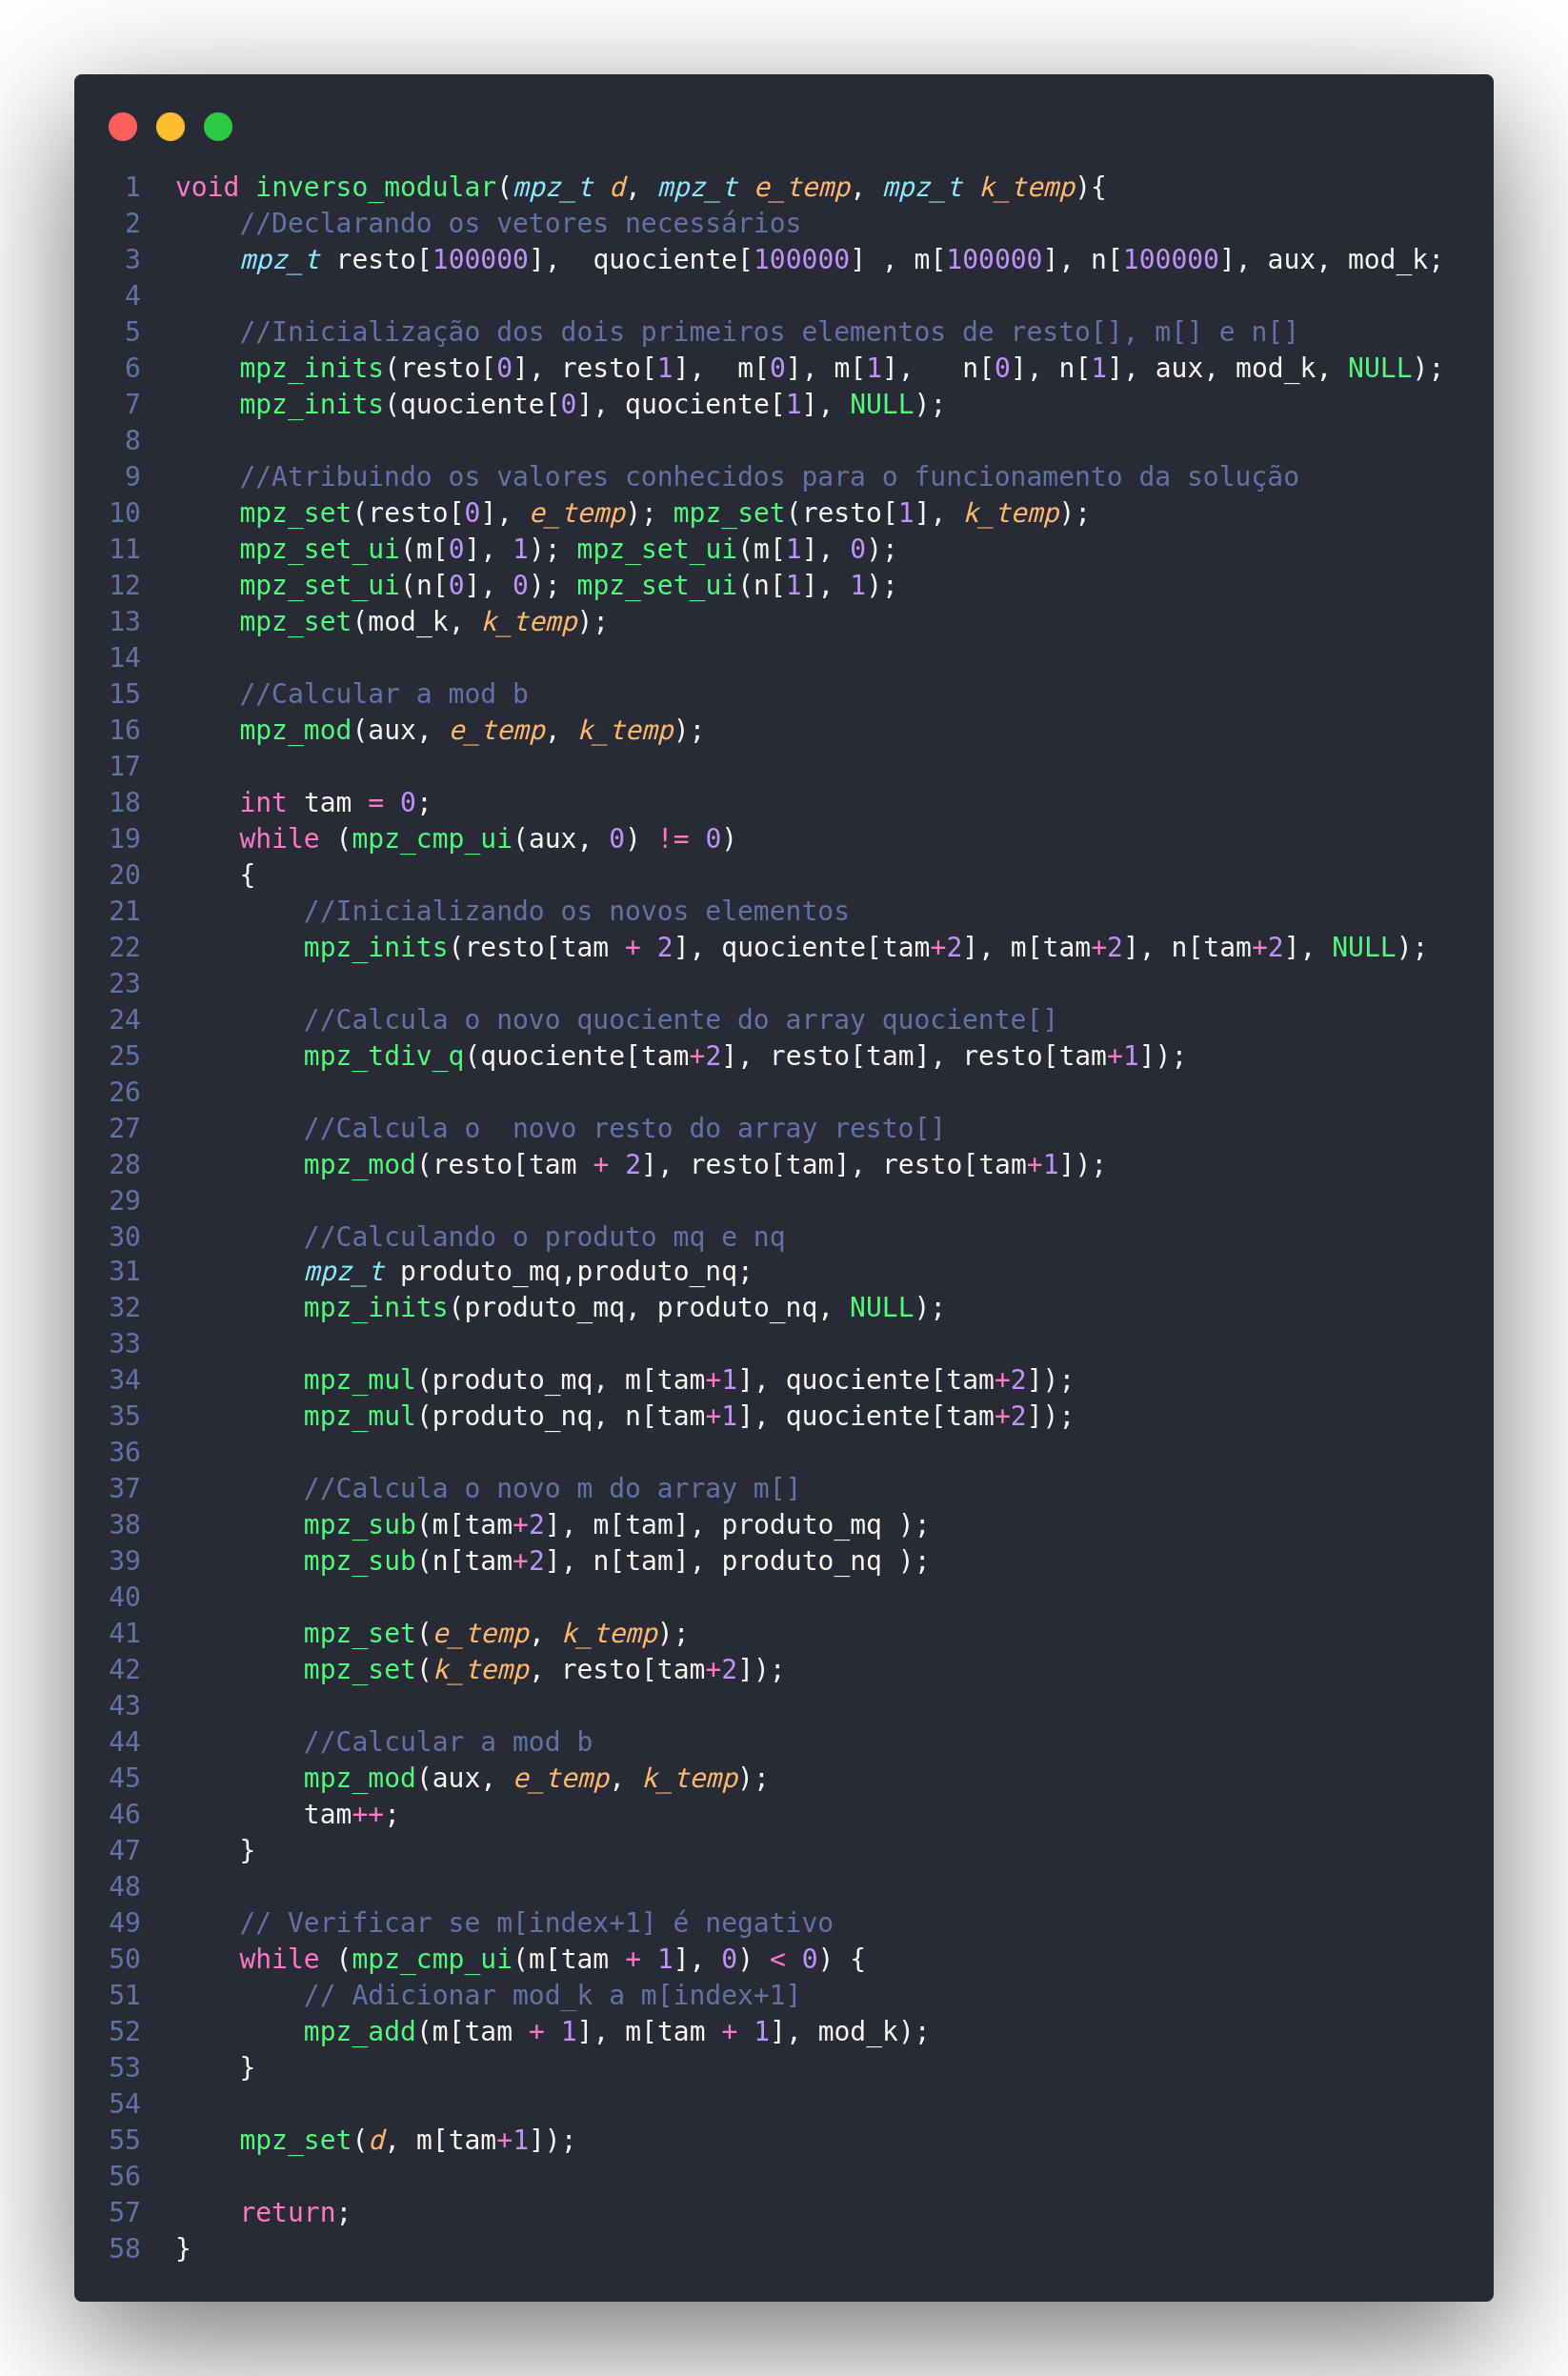 1 void inverso_modular(mpz_t d, mpz_t e_temp, mpz_t k_temp){
2     //Declarando os vetores necessários
3     mpz_t resto[100000],  quociente[100000] , m[100000], n[100000], aux, mod_k;
4
5     //Inicialização dos dois primeiros elementos de resto[], m[] e n[]
6     mpz_inits(resto[0], resto[1],  m[0], m[1],   n[0], n[1], aux, mod_k, NULL);
7     mpz_inits(quociente[0], quociente[1], NULL);
8
9     //Atribuindo os valores conhecidos para o funcionamento da solução
10     mpz_set(resto[0], e_temp); mpz_set(resto[1], k_temp);
11     mpz_set_ui(m[0], 1); mpz_set_ui(m[1], 0);
12     mpz_set_ui(n[0], 0); mpz_set_ui(n[1], 1);
13     mpz_set(mod_k, k_temp);
14
15     //Calcular a mod b
16     mpz_mod(aux, e_temp, k_temp);
17
18     int tam = 0;
19     while (mpz_cmp_ui(aux, 0) != 0)
20     {
21         //Inicializando os novos elementos
22         mpz_inits(resto[tam + 2], quociente[tam+2], m[tam+2], n[tam+2], NULL);
23
24         //Calcula o novo quociente do array quociente[]
25         mpz_tdiv_q(quociente[tam+2], resto[tam], resto[tam+1]);
26
27         //Calcula o  novo resto do array resto[]
28         mpz_mod(resto[tam + 2], resto[tam], resto[tam+1]);
29
30         //Calculando o produto mq e nq
31         mpz_t produto_mq,produto_nq;
32         mpz_inits(produto_mq, produto_nq, NULL);
33
34         mpz_mul(produto_mq, m[tam+1], quociente[tam+2]);
35         mpz_mul(produto_nq, n[tam+1], quociente[tam+2]);
36
37         //Calcula o novo m do array m[]
38         mpz_sub(m[tam+2], m[tam], produto_mq );
39         mpz_sub(n[tam+2], n[tam], produto_nq );
40
41         mpz_set(e_temp, k_temp);
42         mpz_set(k_temp, resto[tam+2]);
43
44         //Calcular a mod b
45         mpz_mod(aux, e_temp, k_temp);
46         tam++;
47     }
48
49     // Verificar se m[index+1] é negativo
50     while (mpz_cmp_ui(m[tam + 1], 0) < 0) {
51         // Adicionar mod_k a m[index+1]
52         mpz_add(m[tam + 1], m[tam + 1], mod_k);
53     }
54
55     mpz_set(d, m[tam+1]);
56
57     return;
58 }